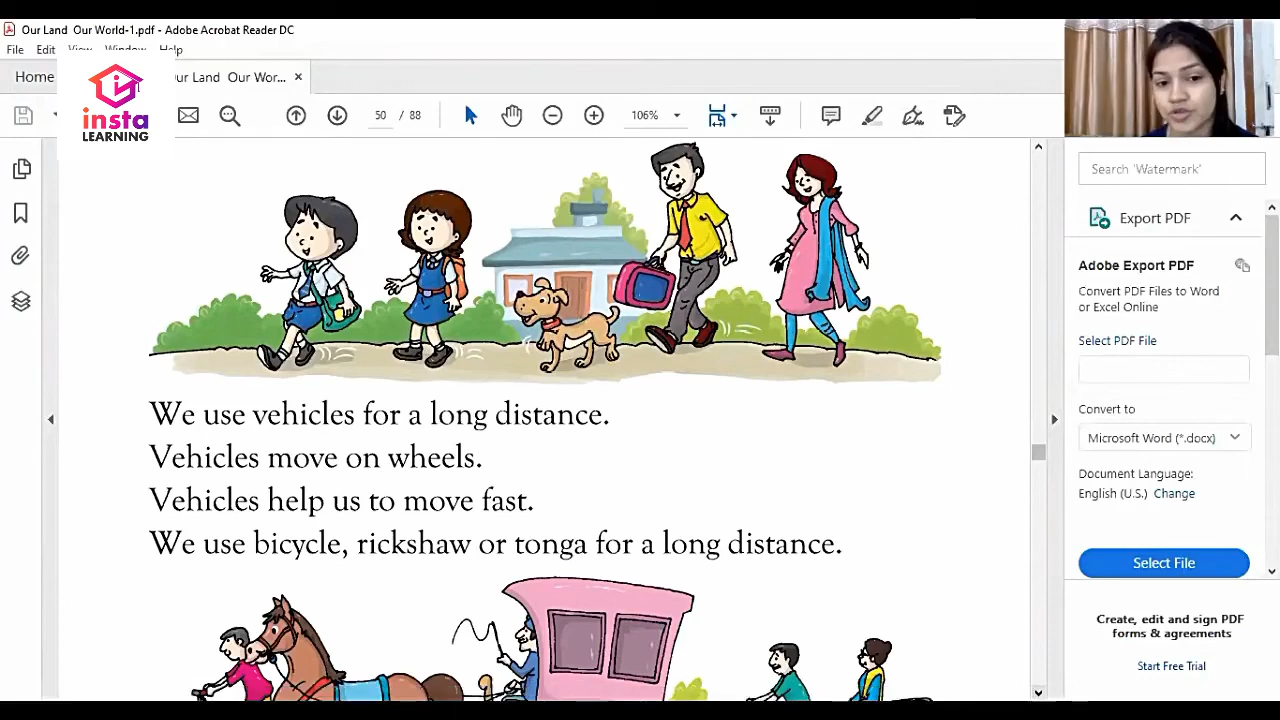 Our Land Our World-1.pdf - Adobe Acrobat Reader DC
File Edit View Window Help
Home
ur Land Our Wor... ×
insta
LEARNING
50 / 88
106%
We use vehicles for a long distance.
Vehicles move on wheels.
Vehicles help us to move fast.
We use bicycle, rickshaw or tonga for a long distance.
Search 'Watermark'
Export PDF
Adobe Export PDF
Convert PDF Files to Word
or Excel Online
Select PDF File
Convert to
Microsoft Word (*.docx)
Document Language:
English (U.S.) Change
Select File
Create, edit and sign PDF
forms & agreements
Start Free Trial